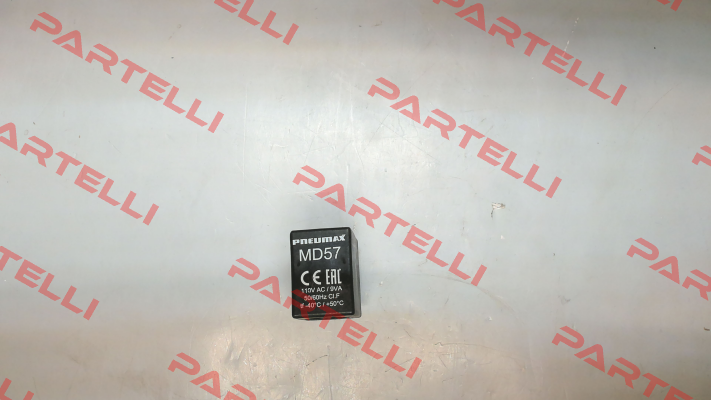 PNEUMAX
MD57
CE EAC
110V AC / 9VA
50/60Hz Cl.F
tf -40°C / +50°C
PARTELLI
PARTELLI
PARTELLI
PARTELLI
PARTELLI
PARTELLI
PARTELLI
PARTELLI
PARTELLI
PARTELLI